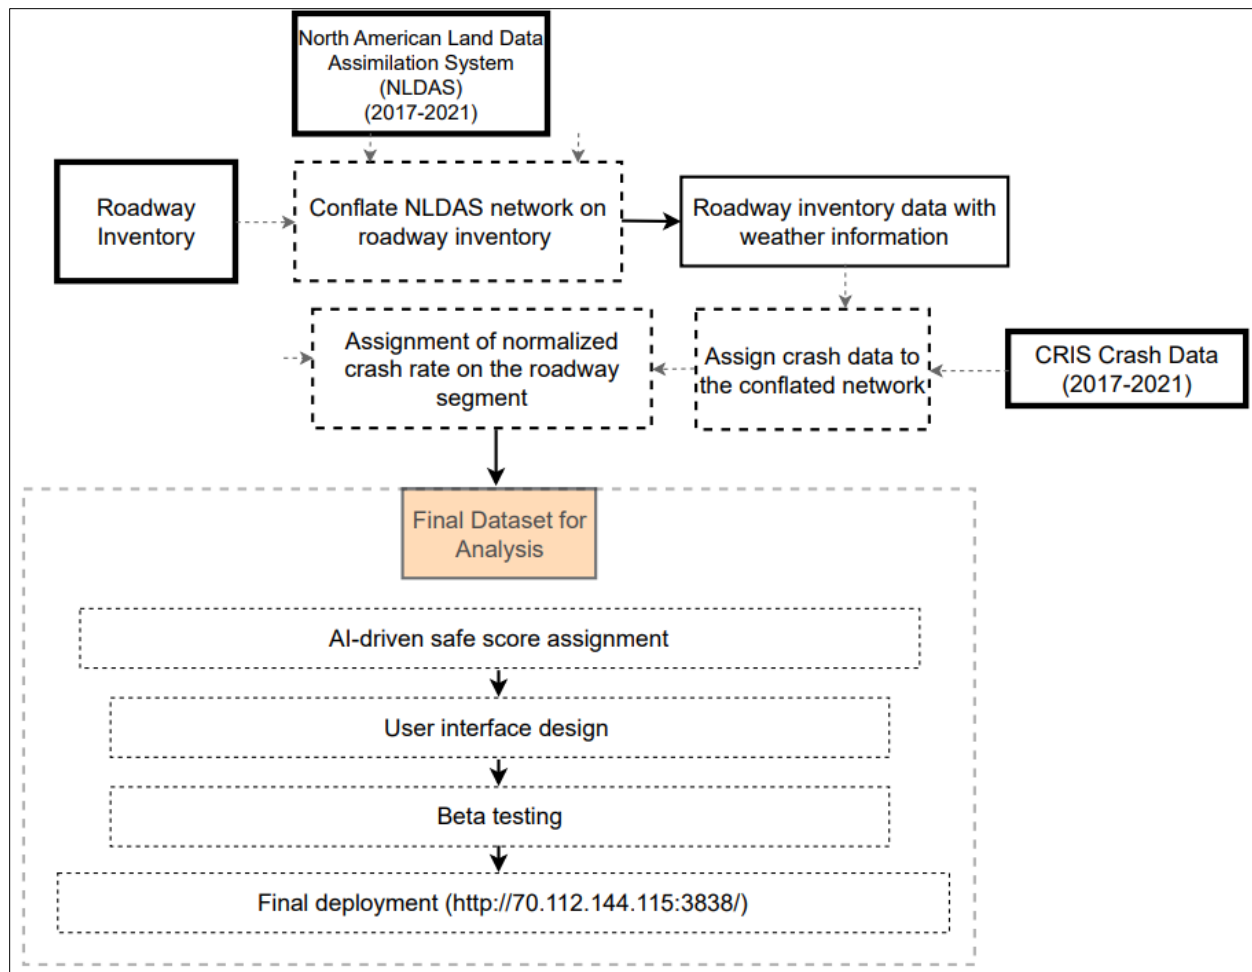 North American Land Data
Assimilation System
(NLDAS)
(2017-2021)
Roadway
Inventory
Conflate NLDAS network on
roadway inventory
Roadway inventory data with
weather information
Assignment of normalized
crash rate on the roadway
segment
Assign crash data to
the conflated network
CRIS Crash Data
(2017-2021)
Final Dataset for
Analysis
AI-driven safe score assignment
User interface design
Beta testing
Final deployment (http://70.112.144.115:3838/)